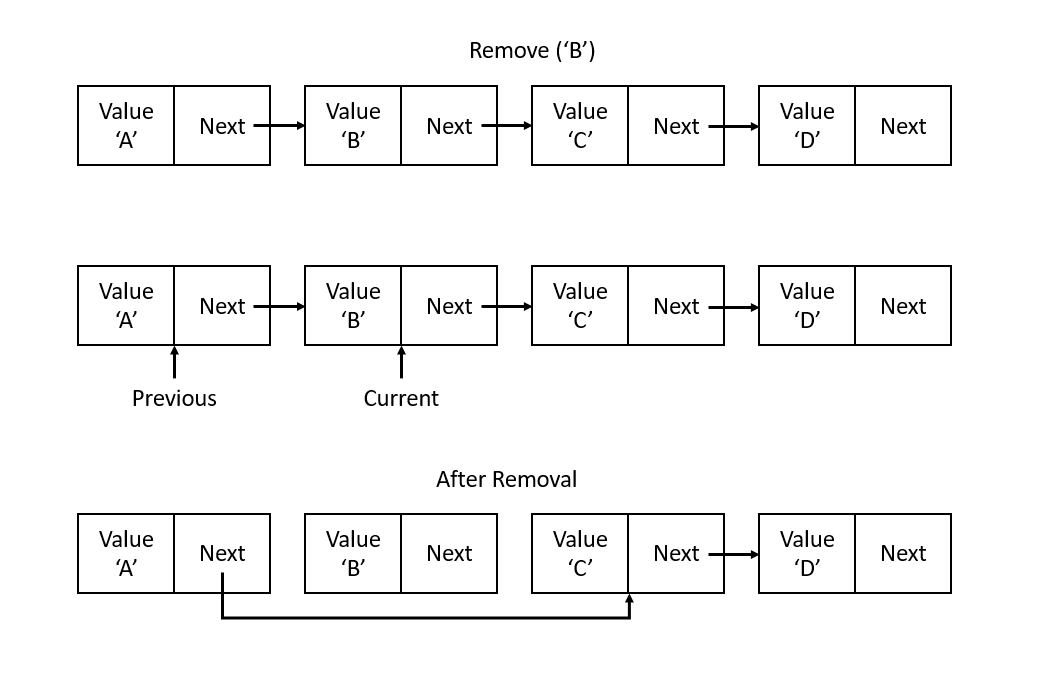 Remove (‘B’)
Value Next Value Next Value Next Value Next
‘A’ ‘B’ ‘C’ ‘D’
Value Next Value Next Value Next Value Next
‘A’ ‘B’ ‘C’ ‘D’
Previous Current
After Removal
Value Next Value Next Value Next Value Next
‘A’ ‘B’ ‘C’ ‘D’